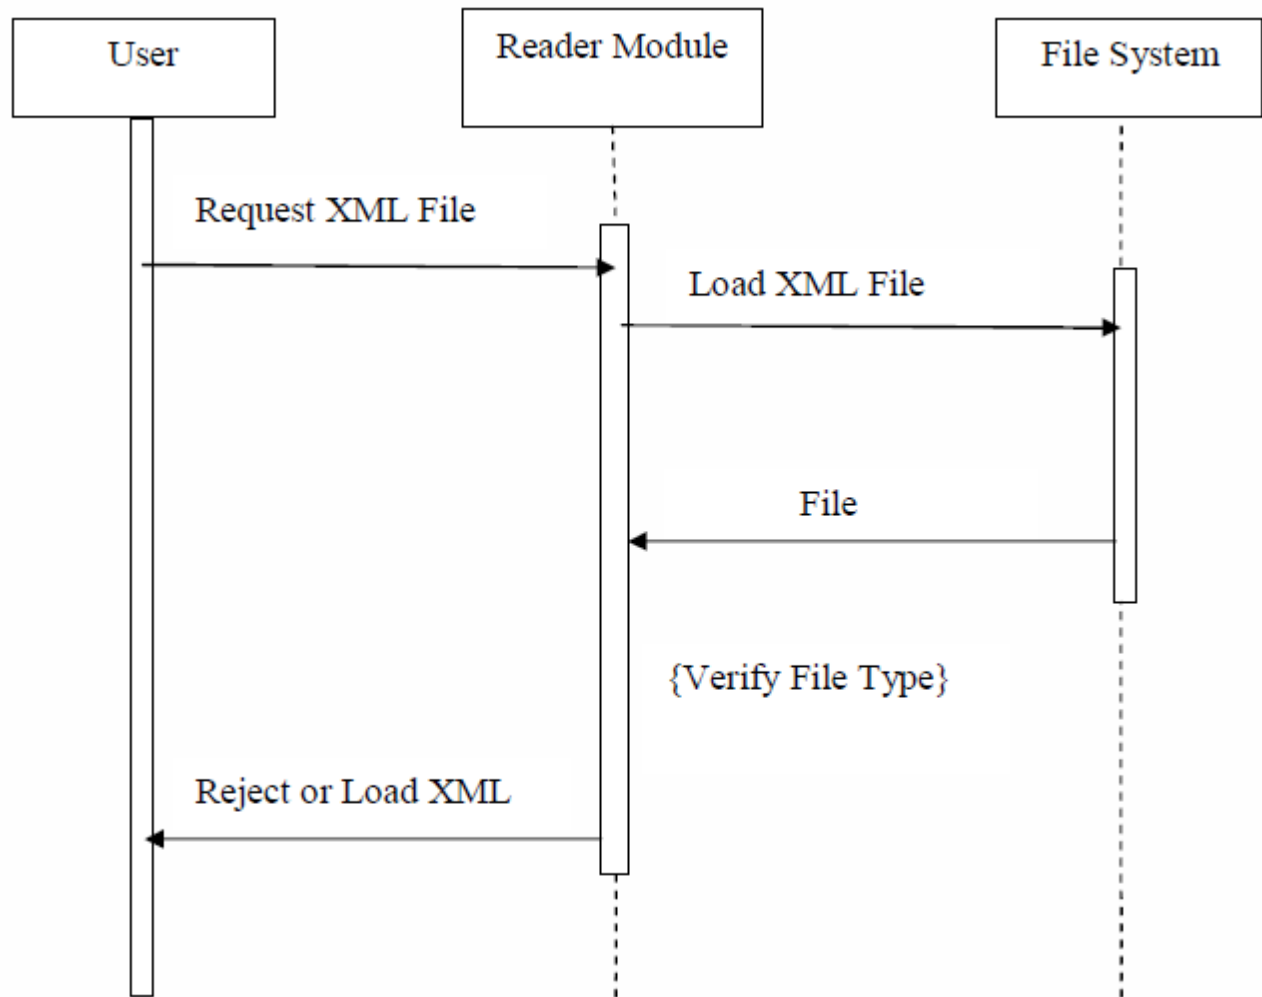 User
Reader Module
File System
Request XML File
Load XML File
File
{Verify File Type}
Reject or Load XML